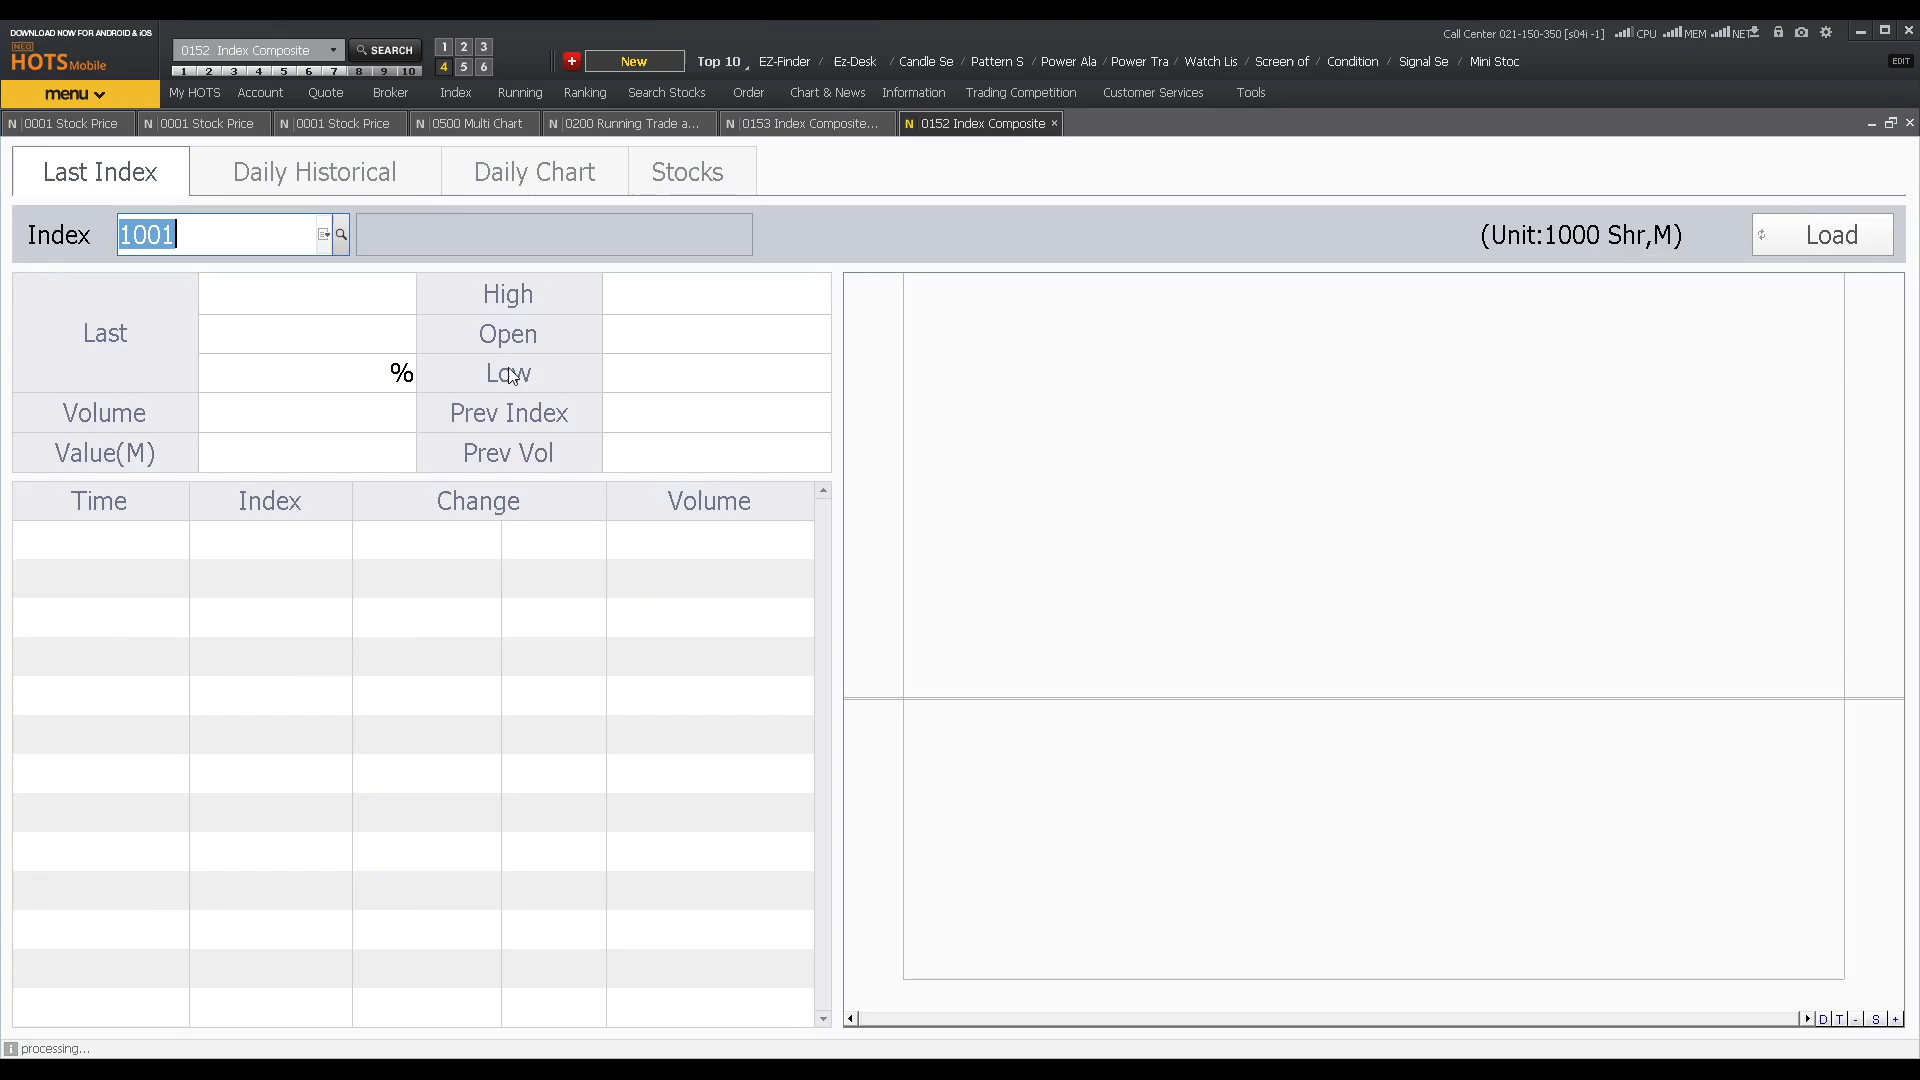 DOWNLOAD NOW FOR ANDROID & iOS
NEO
HOTS Mobile
0152 Index Composite
SEARCH
1 2 3 4 5 6 7 8 9 10
1 2 3
4 5 6
New
Top 10
EZ-Finder / Ez-Desk / Candle Se / Pattern S / Power Ala / Power Tra / Watch Lis / Screen of / Condition / Signal Se / Mini Stoc
Call Center 021-150-350 [s04i -1] CPU MEM NET
EDIT
menu
My HOTS Account Quote Broker Index Running Ranking Search Stocks Order Chart & News Information Trading Competition Customer Services Tools
N 0001 Stock Price N 0001 Stock Price N 0001 Stock Price N 0500 Multi Chart N 0200 Running Trade a... N 0153 Index Composite... N 0152 Index Composite ×
Last Index Daily Historical Daily Chart Stocks
Index 1001 (Unit:1000 Shr,M) Load
Last High
Open
% Low
Volume Prev Index
Value(M) Prev Vol
Time Index Change Volume
D T - S +
processing...